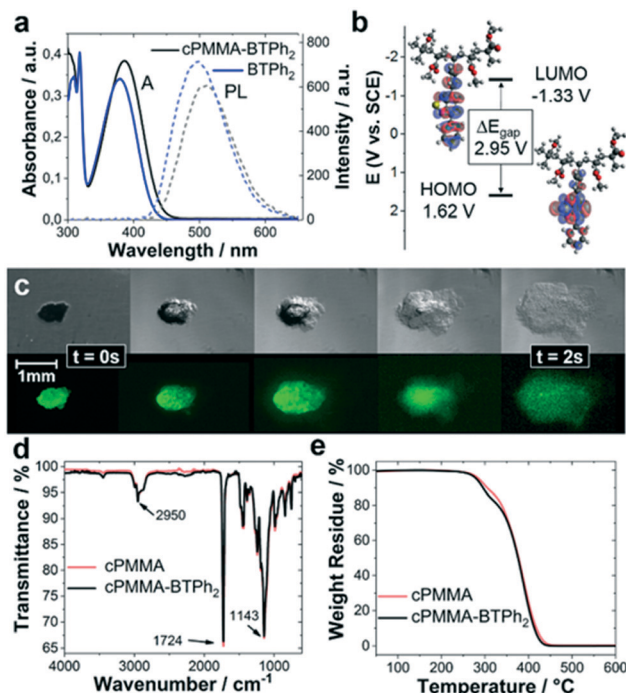 a
0.4
0.3
0.2
0.1
0.0
Absorbance / a.u.
300
400
500
600
Wavelength / nm
800
700
600
500
400
300
200
100
0
Intensity / a.u.
cPMMA-BTPh₂
BTPh₂
A
PL
b
E (V vs. SCE)
-2
-1
0
1
2
LUMO
-1.33 V
ΔEgap
2.95 V
HOMO
1.62 V
c
t = 0s
t = 2s
1mm
d
100
95
90
85
80
75
70
65
Transmittance / %
4000
3000
2000
1000
Wavenumber / cm⁻¹
2950
cPMMA
cPMMA-BTPh₂
1143
1724
e
100
80
60
40
20
0
Weight Residue / %
cPMMA
cPMMA-BTPh₂
100
200
300
400
500
600
Temperature / °C